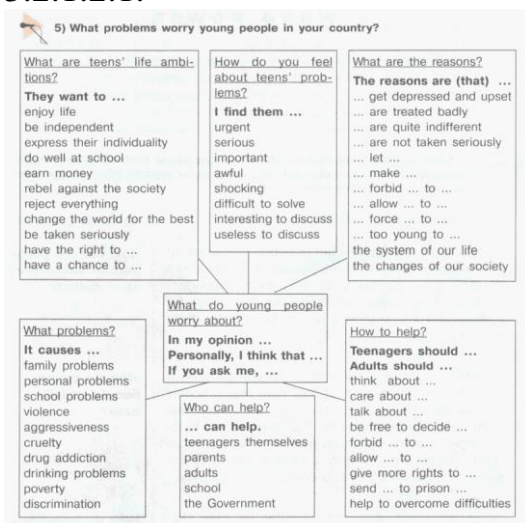 5) What problems worry young people in your country?
What are teens' life ambi-
tions?
They want to ...
enjoy life
be independent
express their individuality
do well at school
earn money
rebel against the society
reject everything
change the world for the best
be taken seriously
have the right to ...
have a chance to ...
How do you feel
about teens' prob-
lems?
I find them ...
urgent
serious
important
awful
shocking
difficult to solve
interesting to discuss
useless to discuss
What are the reasons?
The reasons are (that) ...
... get depressed and upset
... are treated badly
... are quite indifferent
... are not taken seriously
... let ...
... make ...
... forbid ... to ...
... allow ... to ...
... force ... to ...
... too young to ...
the system of our life
the changes of our society
What do young people
worry about?
In my opinion ...
Personally, I think that ...
If you ask me, ...
What problems?
It causes ...
family problems
personal problems
school problems
violence
aggressiveness
cruelty
drug addiction
drinking problems
poverty
discrimination
Who can help?
... can help.
teenagers themselves
parents
adults
school
the Government
How to help?
Teenagers should ...
Adults should ...
think about ...
care about ...
talk about ...
be free to decide ...
forbid ... to ...
allow ... to ...
give more rights to ...
send ... to prison ...
help to overcome difficulties